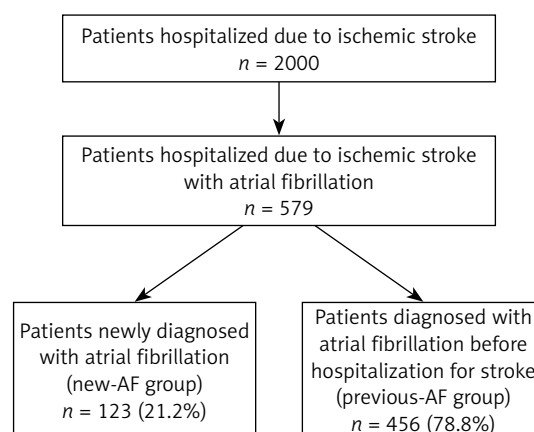 Patients hospitalized due to ischemic stroke
n = 2000
Patients hospitalized due to ischemic stroke
with atrial fibrillation
n = 579
Patients newly diagnosed
with atrial fibrillation
(new-AF group)
n = 123 (21.2%)
Patients diagnosed with
atrial fibrillation before
hospitalization for stroke
(previous-AF group)
n = 456 (78.8%)